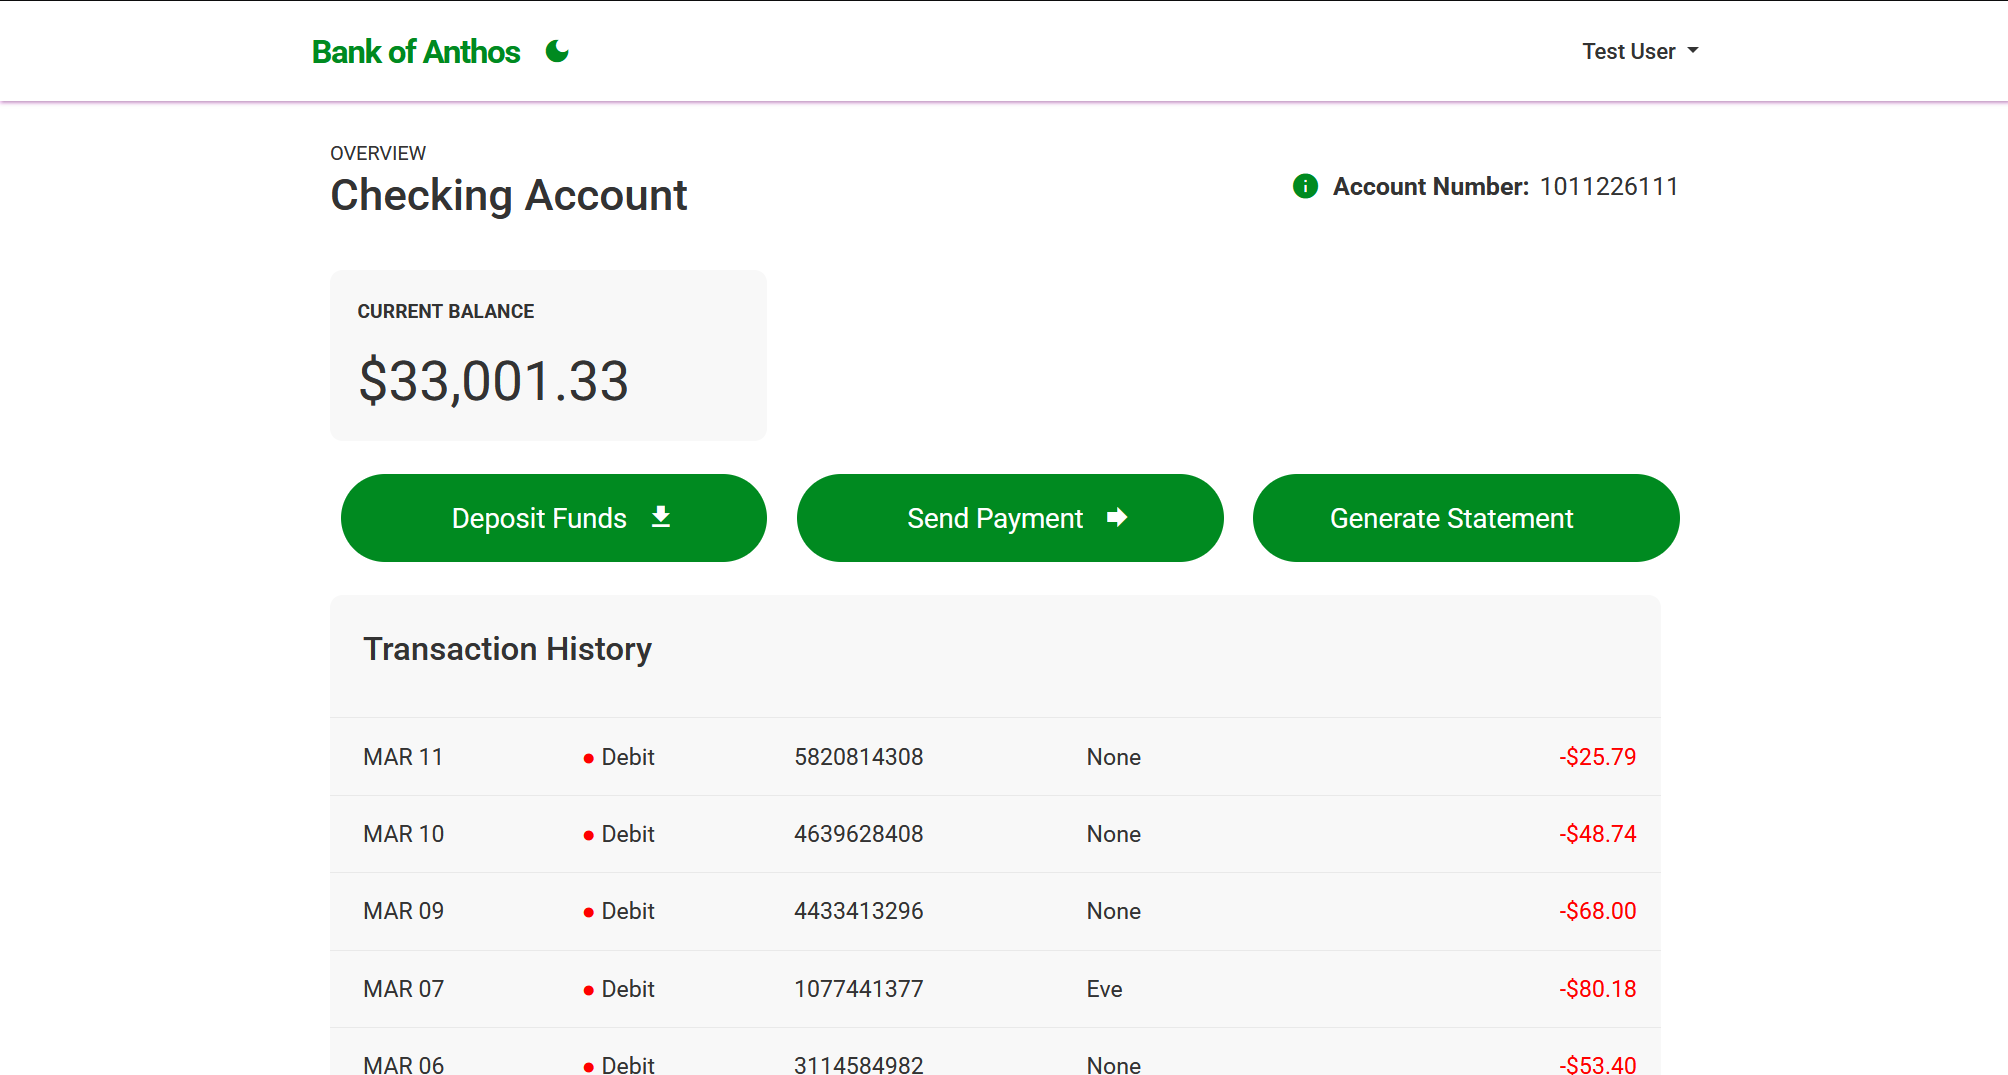 Bank of Anthos
Test User
OVERVIEW
Checking Account
Account Number: 1011226111
CURRENT BALANCE
$33,001.33
Deposit Funds
Send Payment
Generate Statement
Transaction History
MAR 11 Debit 5820814308 None -$25.79
MAR 10 Debit 4639628408 None -$48.74
MAR 09 Debit 4433413296 None -$68.00
MAR 07 Debit 1077441377 Eve -$80.18
MAR 06 Debit 3114584982 None -$53.40